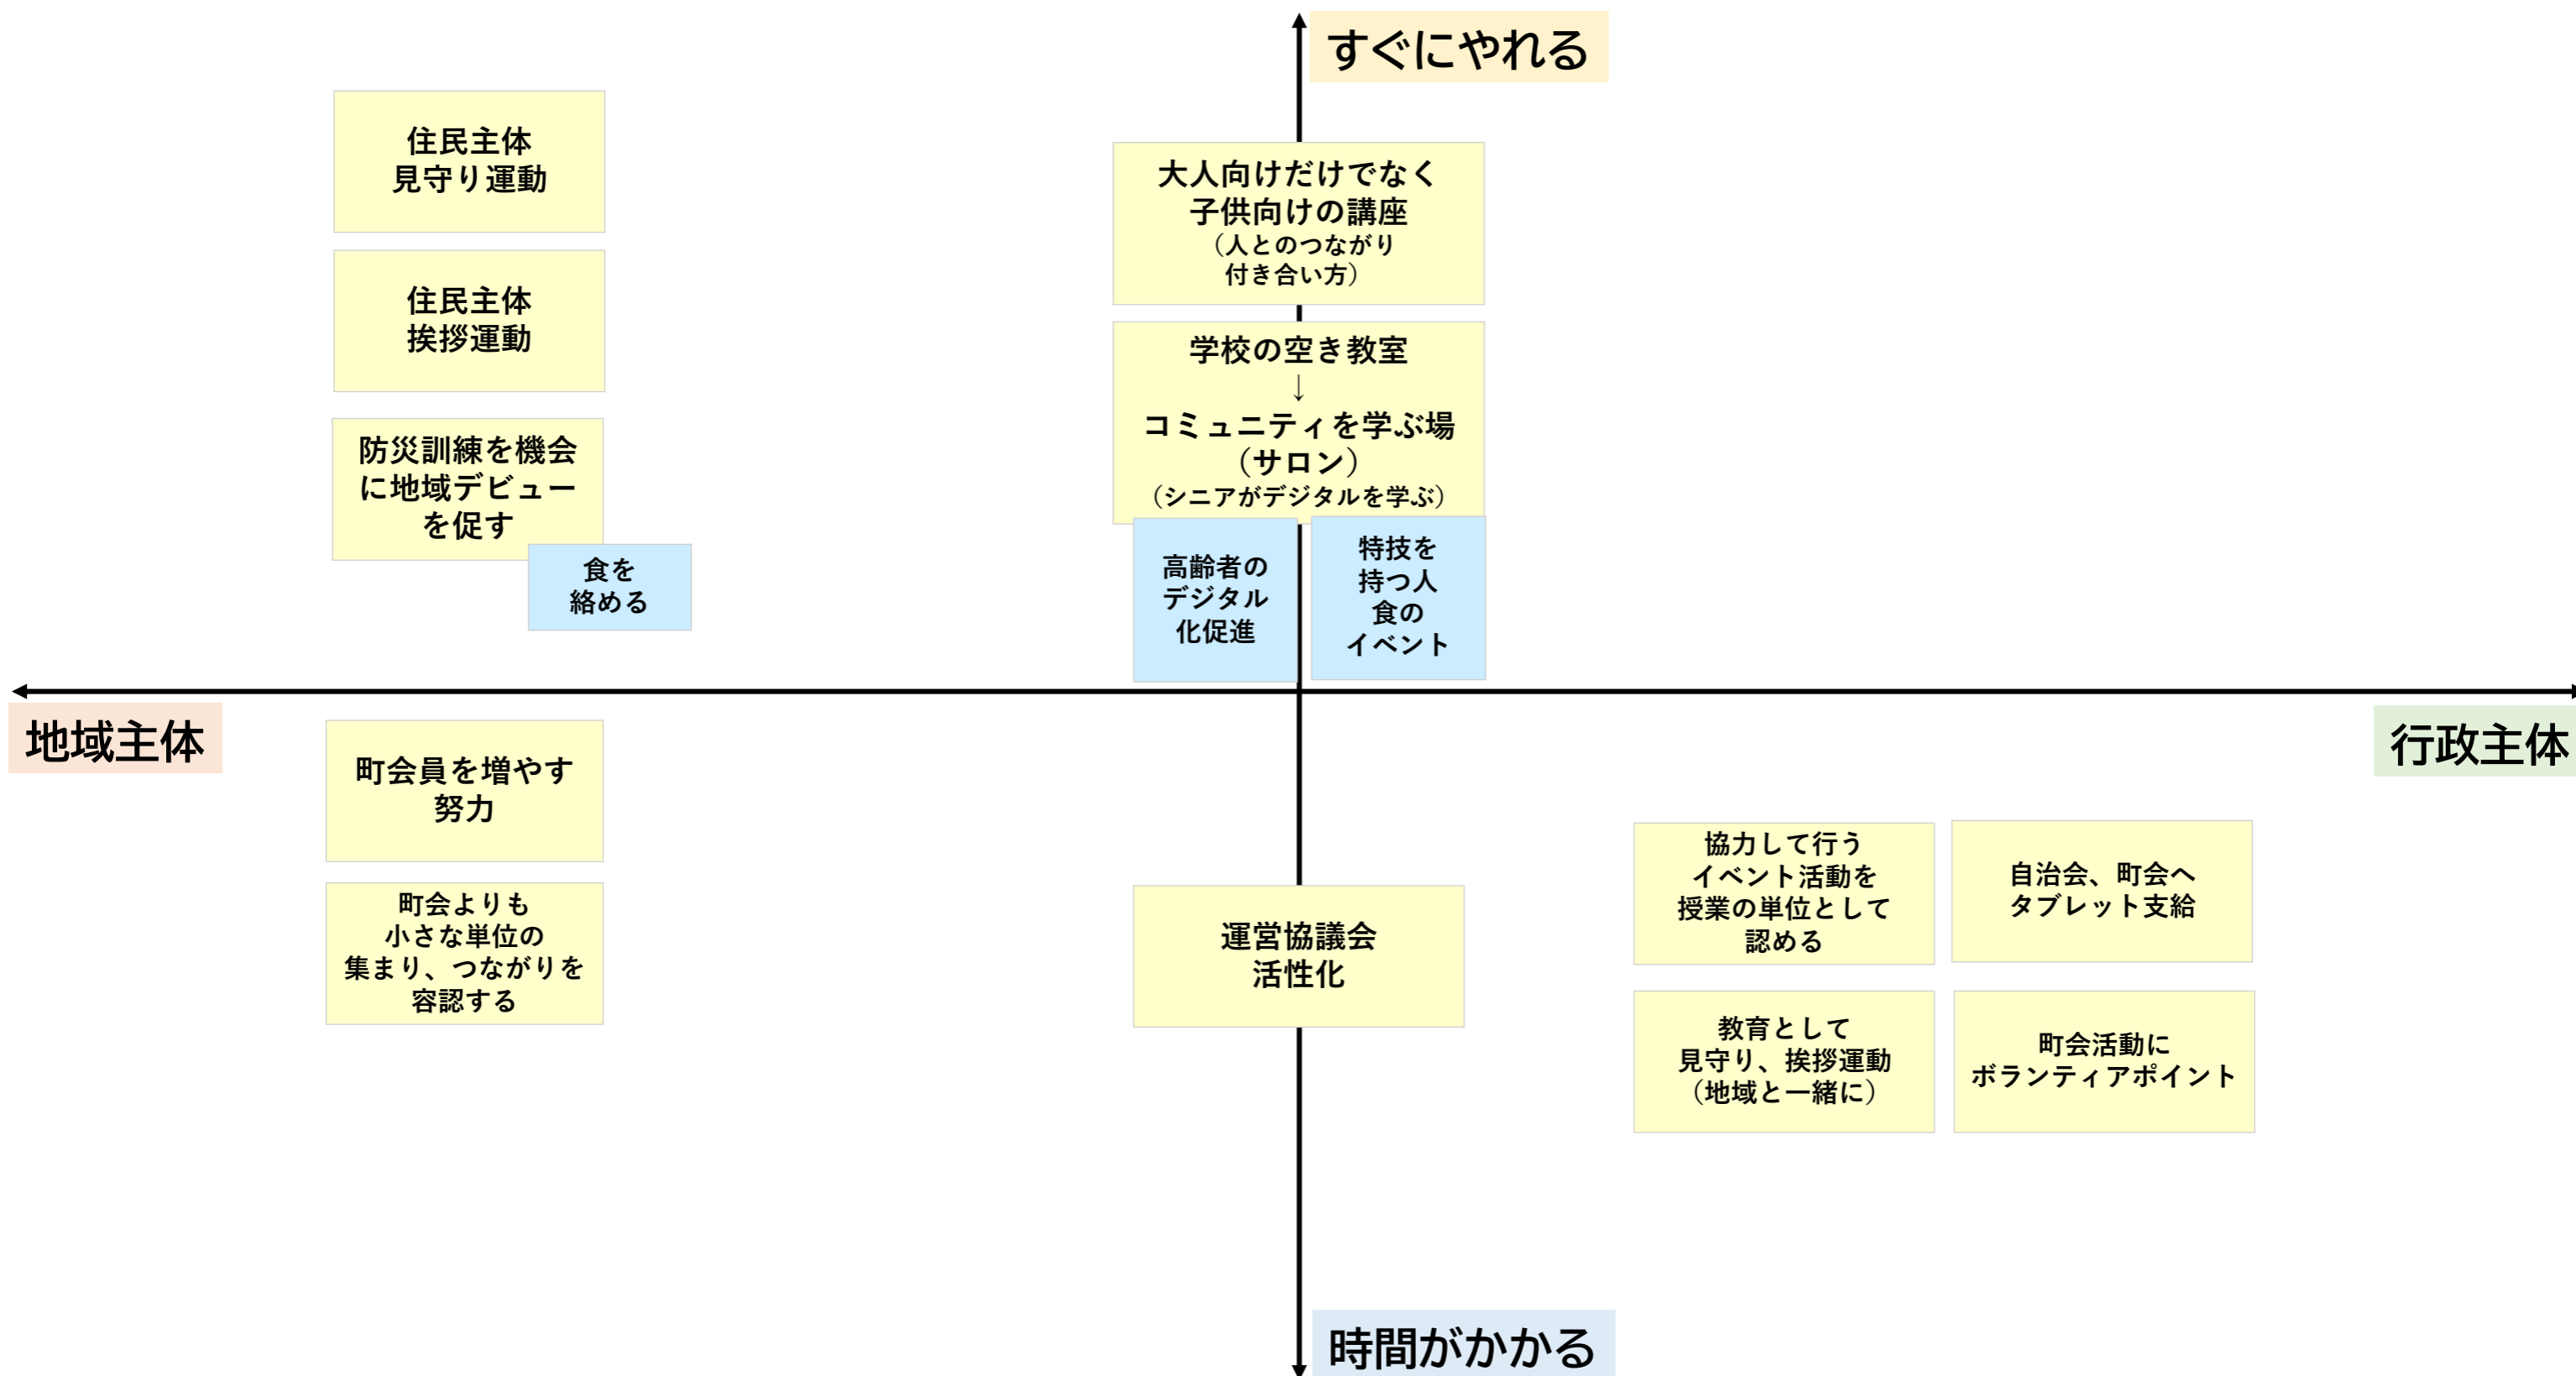 すぐにやれる
住民主体
見守り運動
住民主体
挨拶運動
防災訓練を機会
に地域デビュー
を促す
食を
絡める
大人向けだけでなく
子供向けの講座
（人とのつながり
付き合い方）
学校の空き教室
↓
コミュニティを学ぶ場
（サロン）
（シニアがデジタルを学ぶ）
高齢者の
デジタル
化促進
特技を
持つ人
食の
イベント
地域主体
行政主体
町会員を増やす
努力
町会よりも
小さな単位の
集まり、つながりを
容認する
運営協議会
活性化
協力して行う
イベント活動を
授業の単位として
認める
自治会、町会へ
タブレット支給
教育として
見守り、挨拶運動
（地域と一緒に）
町会活動に
ボランティアポイント
時間がかかる